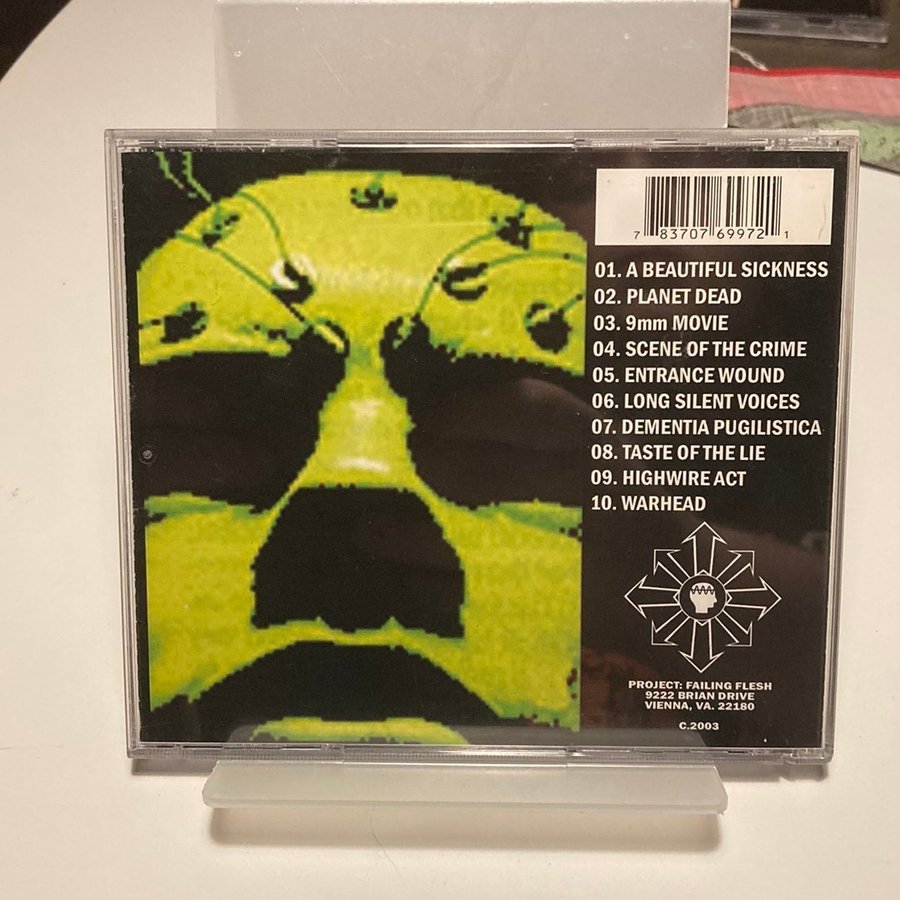 7 83707 69972 1
01. A BEAUTIFUL SICKNESS
02. PLANET DEAD
03. 9mm MOVIE
04. SCENE OF THE CRIME
05. ENTRANCE WOUND
06. LONG SILENT VOICES
07. DEMENTIA PUGILISTICA
08. TASTE OF THE LIE
09. HIGHWIRE ACT
10. WARHEAD
PROJECT: FAILING FLESH
9222 BRIAN DRIVE
VIENNA, VA. 22180
C.2003